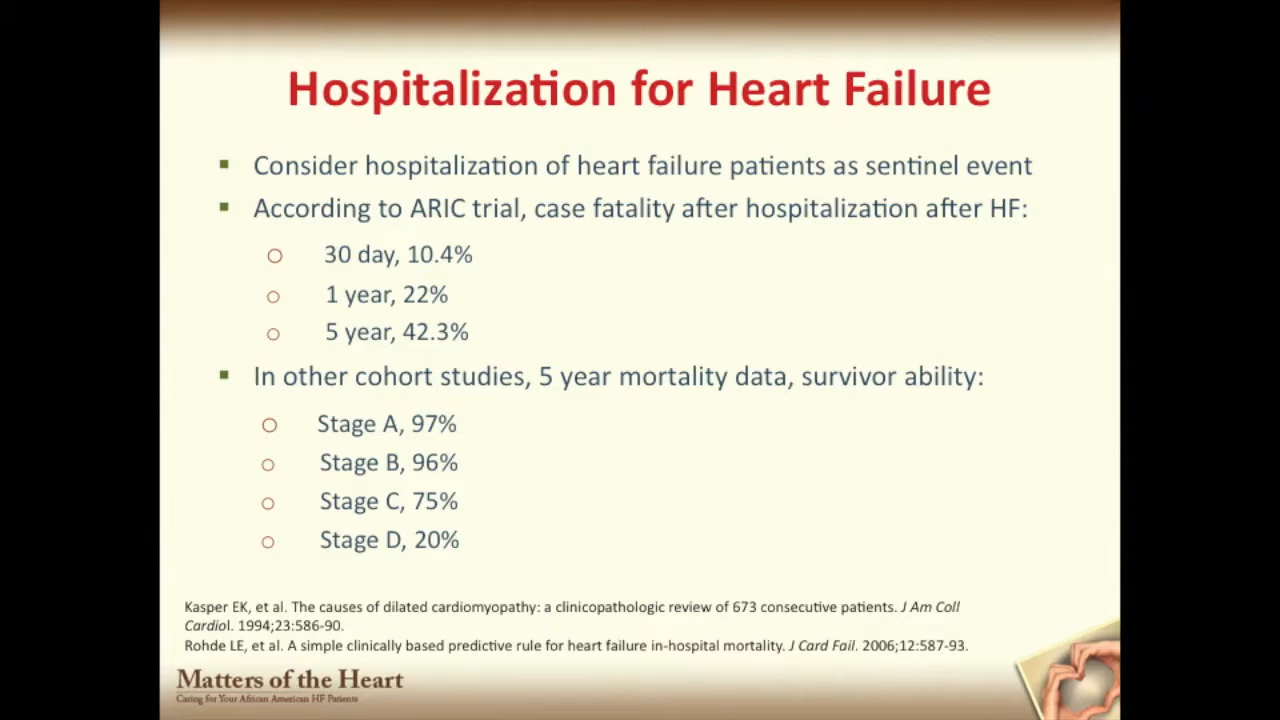 Hospitalization for Heart Failure
▪ Consider hospitalization of heart failure patients as sentinel event
▪ According to ARIC trial, case fatality after hospitalization after HF:
o 30 day, 10.4%
o 1 year, 22%
o 5 year, 42.3%
▪ In other cohort studies, 5 year mortality data, survivor ability:
o Stage A, 97%
o Stage B, 96%
o Stage C, 75%
o Stage D, 20%
Kasper EK, et al. The causes of dilated cardiomyopathy: a clinicopathologic review of 673 consecutive patients. J Am Coll
Cardiol. 1994;23:586-90.
Rohde LE, et al. A simple clinically based predictive rule for heart failure in-hospital mortality. J Card Fail. 2006;12:587-93.
Matters of the Heart
Caring for Your African American HF Patients